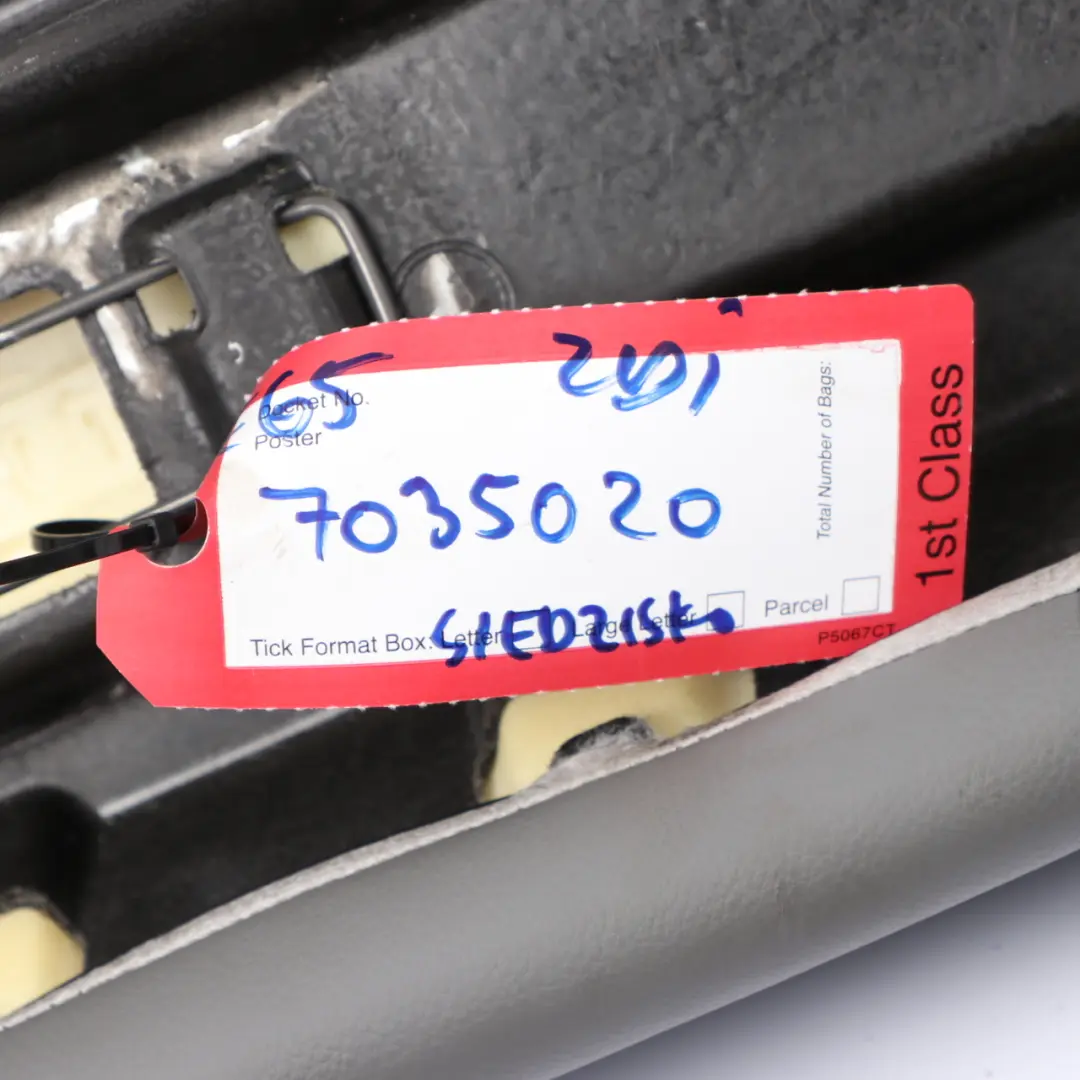 E65
Docket No.
Poster
7035020
Tick Format Box: Letter Large Letter Parcel
SIEDZISKO
P5067CT
Total Number of Bags:
1st Class